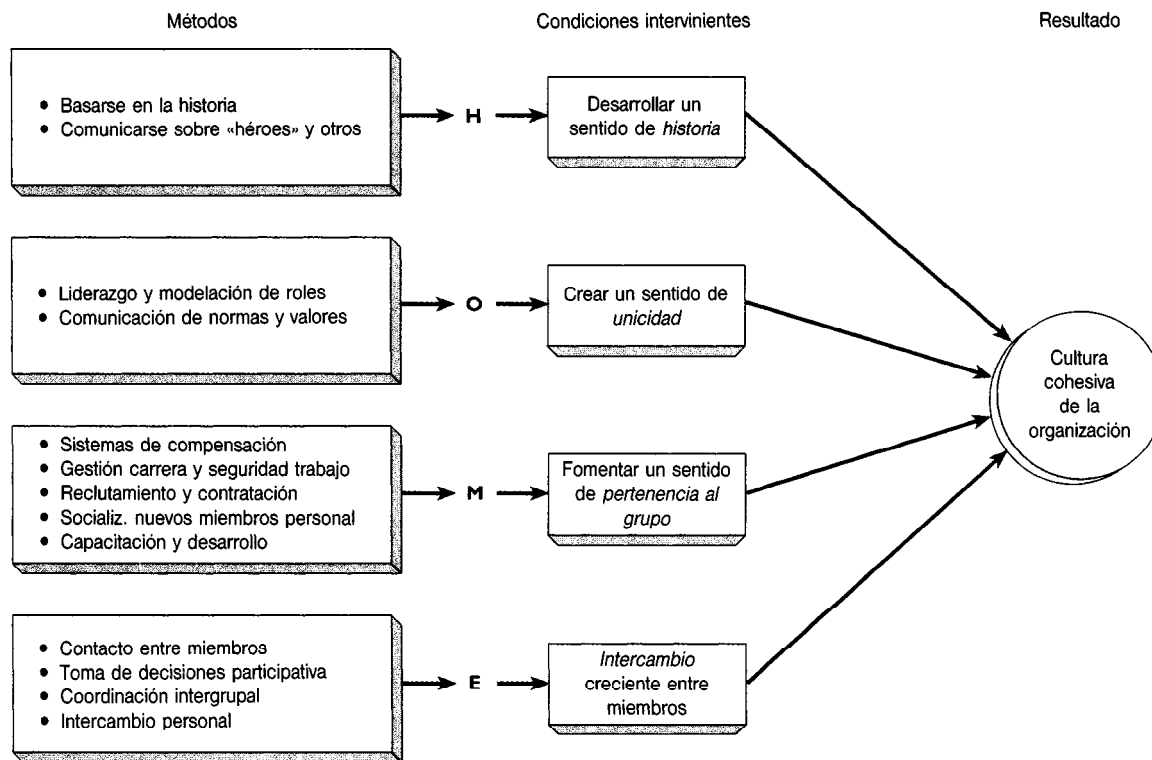 Métodos
Condiciones intervinientes
Resultado
• Basarse en la historia
• Comunicarse sobre «héroes» y otros
H
Desarrollar un
sentido de historia
• Liderazgo y modelación de roles
• Comunicación de normas y valores
O
Crear un sentido de
unicidad
• Sistemas de compensación
• Gestión carrera y seguridad trabajo
• Reclutamiento y contratación
• Socializ. nuevos miembros personal
• Capacitación y desarrollo
M
Fomentar un sentido
de pertenencia al
grupo
• Contacto entre miembros
• Toma de decisiones participativa
• Coordinación intergrupal
• Intercambio personal
E
Intercambio
creciente entre
miembros
Cultura
cohesiva
de la
organización